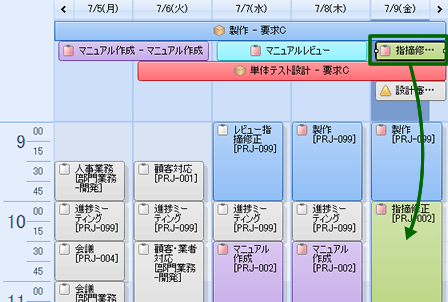 7/5(月) 7/6(火) 7/7(水) 7/8(木) 7/9(金)
製作 - 要求C
マニュアル作成 - マニュアル作成 マニュアルレビュー 指摘修…
単体テスト設計 - 要求C
設計審…
9 00
15
30
45
10 00
15
30
45
11 00
人事業務
[部門業務
-開発]
進捗ミー
ティング
[PRJ-099]
会議
[PRJ-004]
会議
[部門業務
顧客対応
[PRJ-001]
進捗ミー
ティング
[PRJ-099]
顧客・業者
対応
[部門業務
-開発]
レビュー指
摘修正
[PRJ-099]
進捗ミー
ティング
[PRJ-099]
マニュアル
作成
[PRJ-002]
製作
[PRJ-099]
進捗ミー
ティング
[PRJ-099]
マニュアル
作成
[PRJ-002]
製作
[PRJ-099]
指摘修正
[PRJ-002]